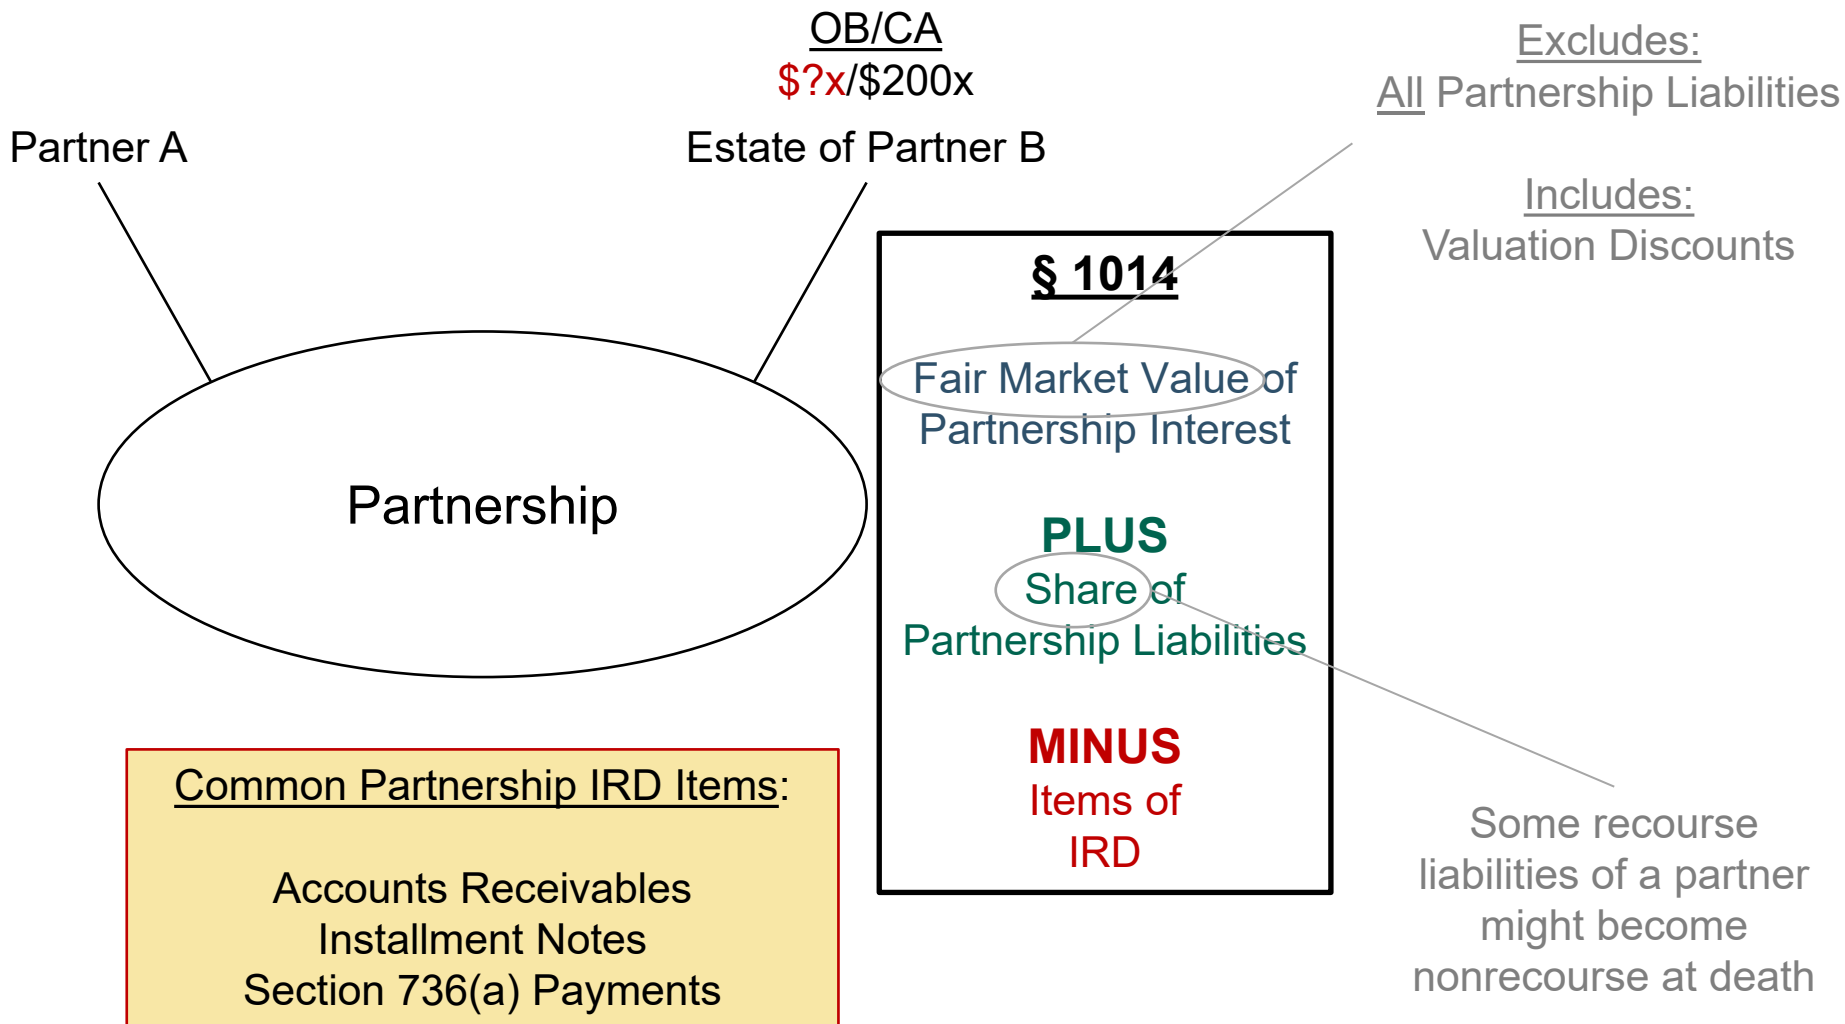 OB/CA
$?x/$200x
Partner A
Estate of Partner B
Partnership
Excludes:
All Partnership Liabilities
Includes:
Valuation Discounts
§ 1014
Fair Market Value of
Partnership Interest
PLUS
Share of
Partnership Liabilities
MINUS
Items of
IRD
Common Partnership IRD Items:
Accounts Receivables
Installment Notes
Section 736(a) Payments
Some recourse
liabilities of a partner
might become
nonrecourse at death